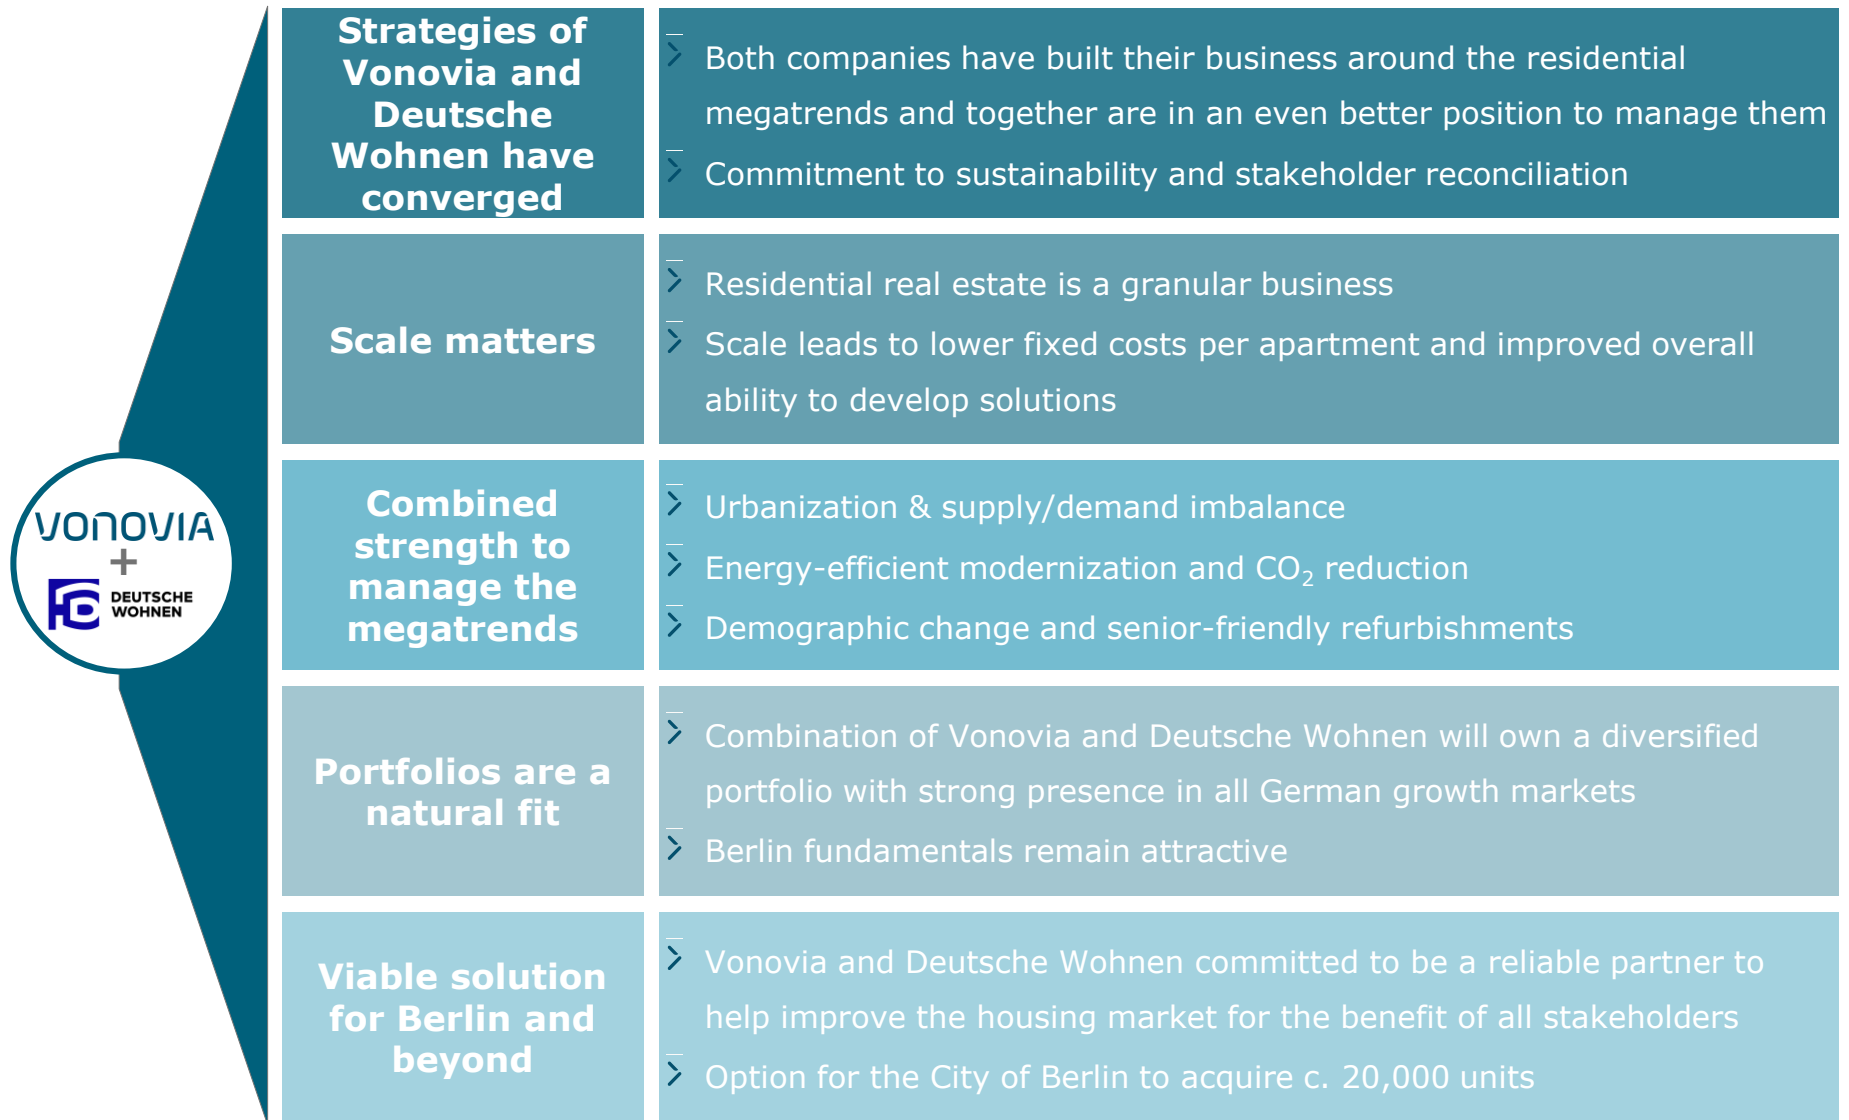 Strategies of
Vonovia and
Deutsche
Wohnen have
converged
Both companies have built their business around the residential
megatrends and together are in an even better position to manage them
Commitment to sustainability and stakeholder reconciliation
Scale matters
Residential real estate is a granular business
Scale leads to lower fixed costs per apartment and improved overall
ability to develop solutions
VONOVIA
+
DEUTSCHE
WOHNEN
Combined
strength to
manage the
megatrends
Urbanization & supply/demand imbalance
Energy-efficient modernization and CO₂ reduction
Demographic change and senior-friendly refurbishments
Portfolios are a
natural fit
Combination of Vonovia and Deutsche Wohnen will own a diversified
portfolio with strong presence in all German growth markets
Berlin fundamentals remain attractive
Viable solution
for Berlin and
beyond
Vonovia and Deutsche Wohnen committed to be a reliable partner to
help improve the housing market for the benefit of all stakeholders
Option for the City of Berlin to acquire c. 20,000 units